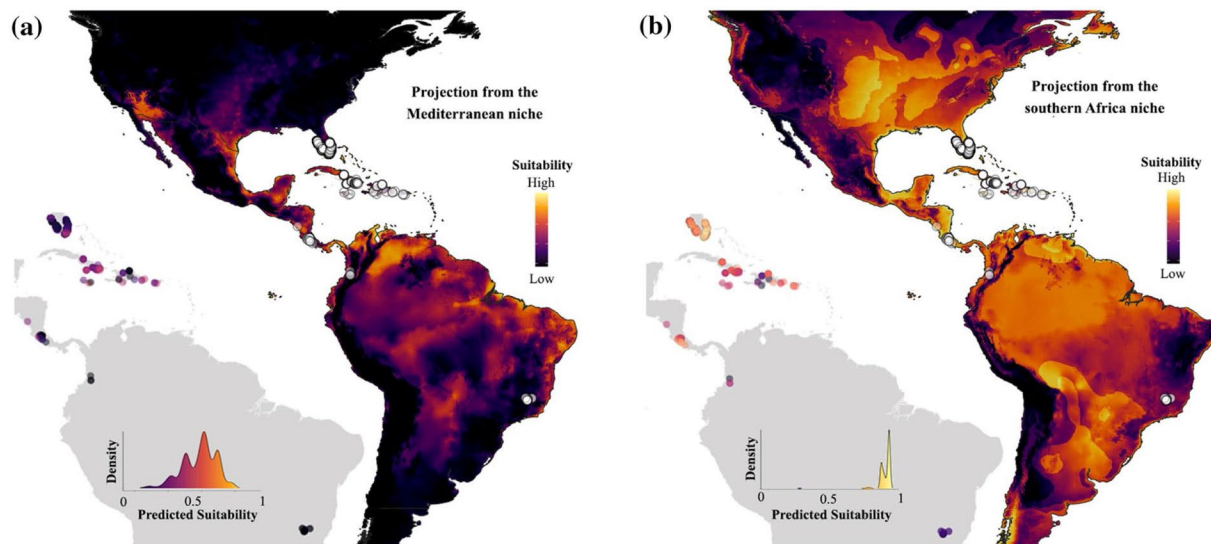 (a)
Projection from the
Mediterranean niche
Suitability
High
Low
Density
0
0.5
1
Predicted Suitability
(b)
Projection from the
southern Africa niche
Suitability
High
Low
Density
0
0.5
1
Predicted Suitability